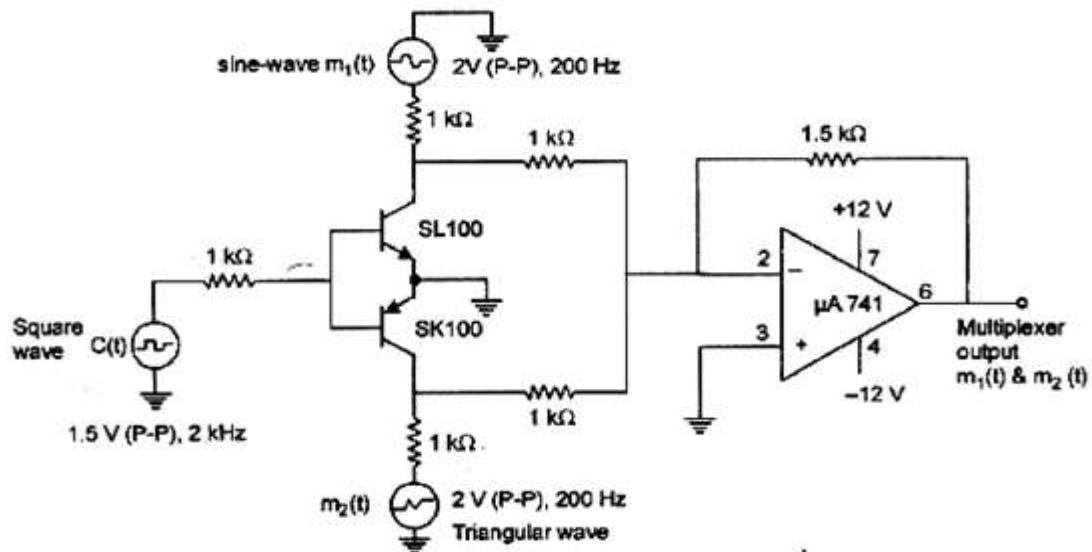 sine-wave m₁(t)
2V (P-P), 200 Hz
1 kΩ
1 kΩ
1.5 kΩ
+12 V
SL100
1 kΩ
2
–
7
6
μA 741
Square
wave
C(t)
SK100
3
+
4
Multiplexer
output
m₁(t) & m₂ (t)
–12 V
1 kΩ
1.5 V (P-P), 2 kHz
1 kΩ
m₂(t)
2 V (P-P), 200 Hz
Triangular wave